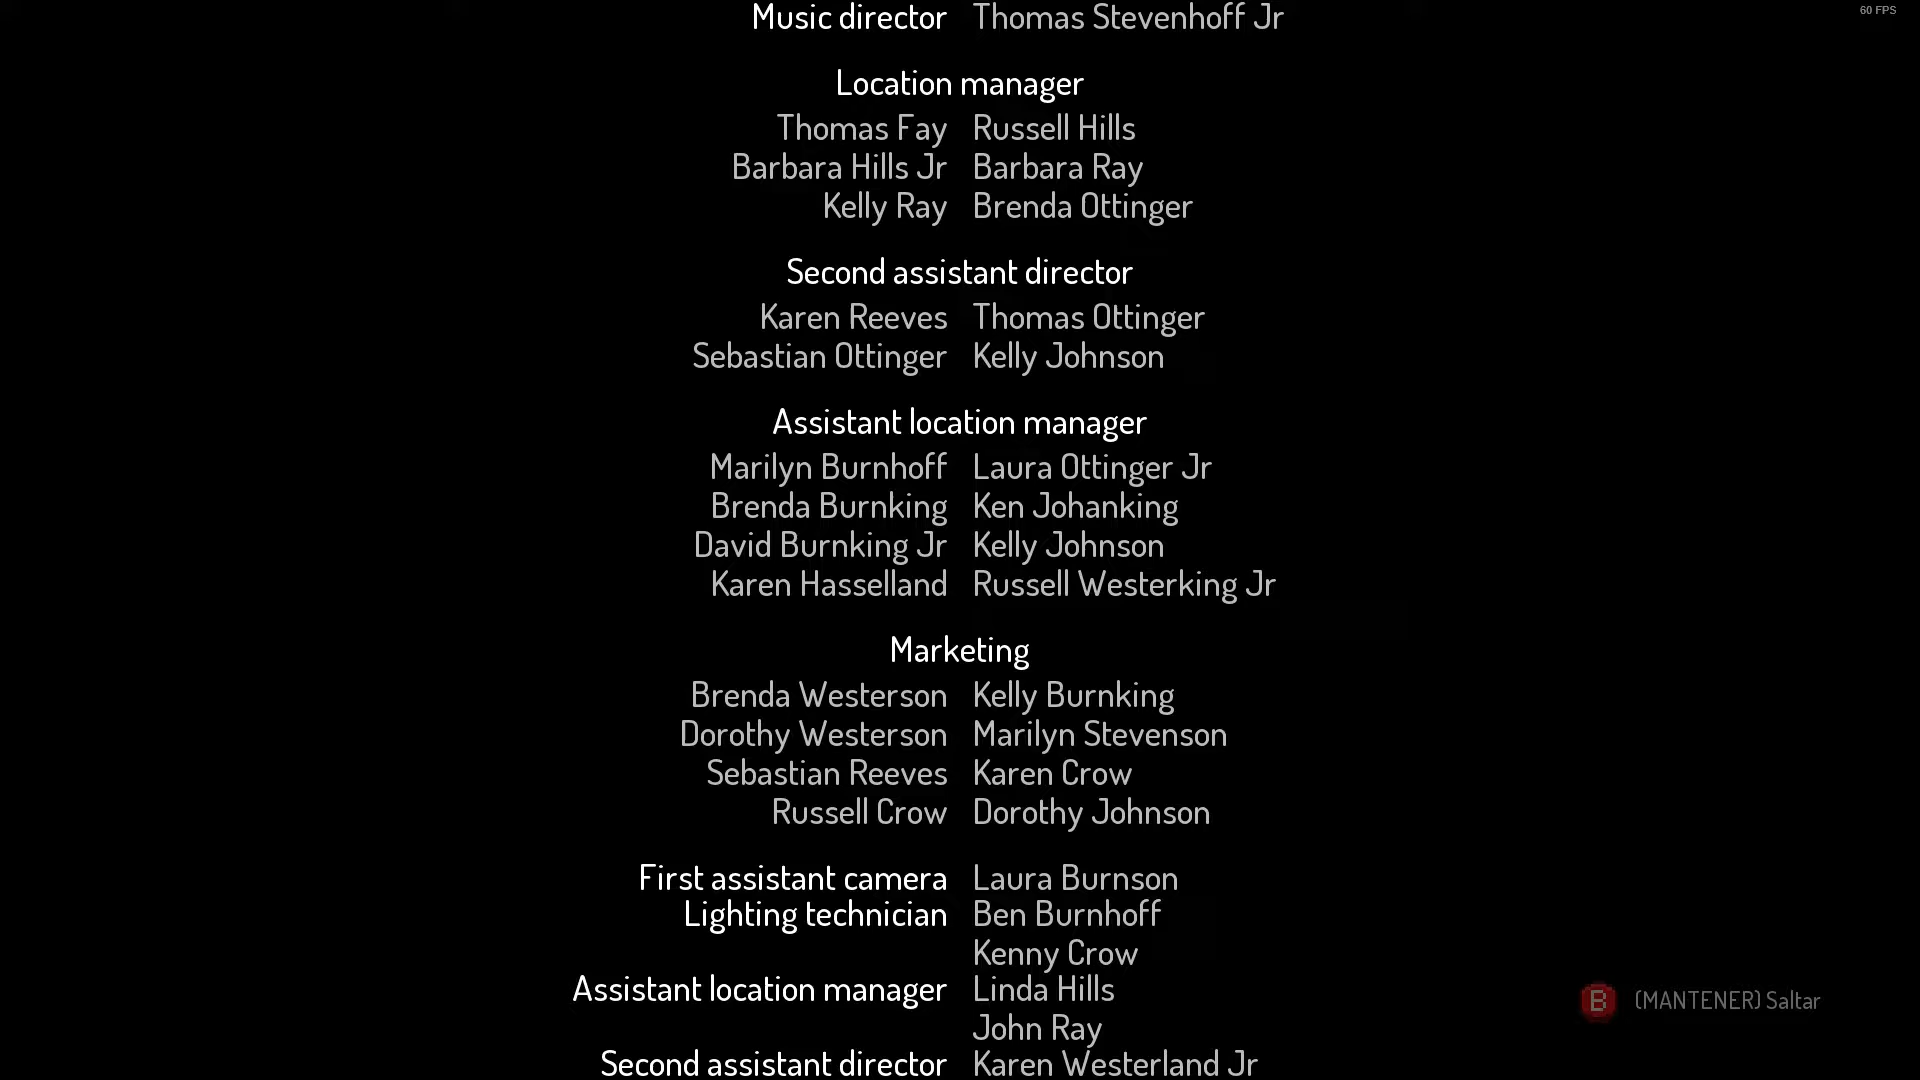 60 FPS
Music director Thomas Stevenhoff Jr
Location manager
Thomas Fay Russell Hills
Barbara Hills Jr Barbara Ray
Kelly Ray Brenda Ottinger
Second assistant director
Karen Reeves Thomas Ottinger
Sebastian Ottinger Kelly Johnson
Assistant location manager
Marilyn Burnhoff Laura Ottinger Jr
Brenda Burnking Ken Johanking
David Burnking Jr Kelly Johnson
Karen Hasselland Russell Westerking Jr
Marketing
Brenda Westerson Kelly Burnking
Dorothy Westerson Marilyn Stevenson
Sebastian Reeves Karen Crow
Russell Crow Dorothy Johnson
First assistant camera Laura Burnson
Lighting technician Ben Burnhoff
Kenny Crow
Assistant location manager Linda Hills
B (MANTENER) Saltar
John Ray
Second assistant director Karen Westerland Jr